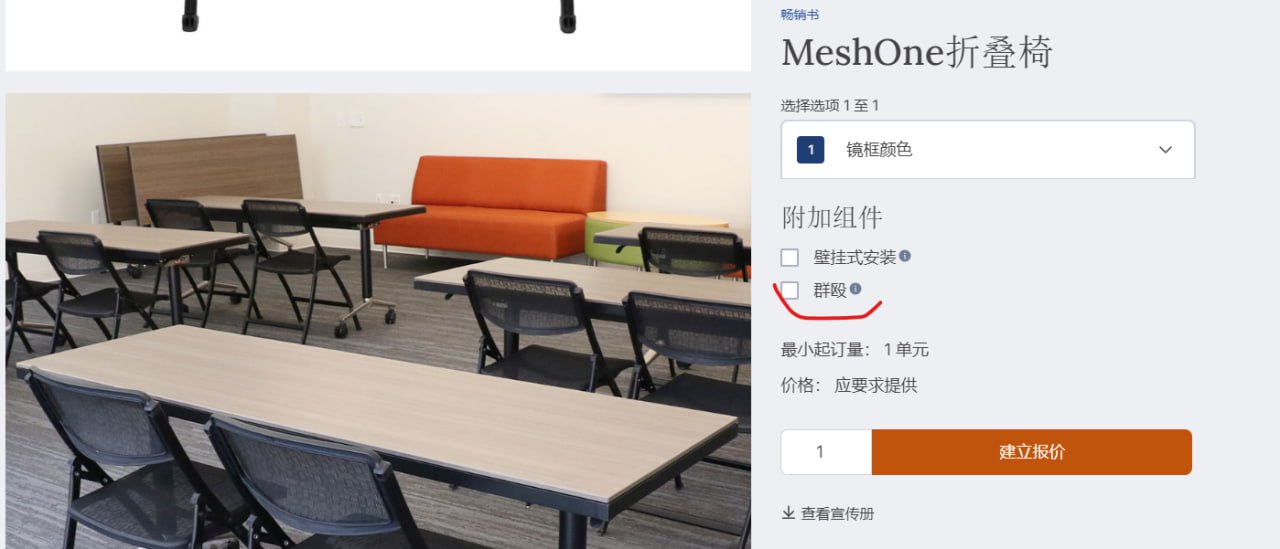 畅销书
MeshOne折叠椅
选择选项 1 至 1
1 镜框颜色
附加组件
壁挂式安装
群殴
最小起订量： 1 单元
价格： 应要求提供
1 建立报价
查看宣传册